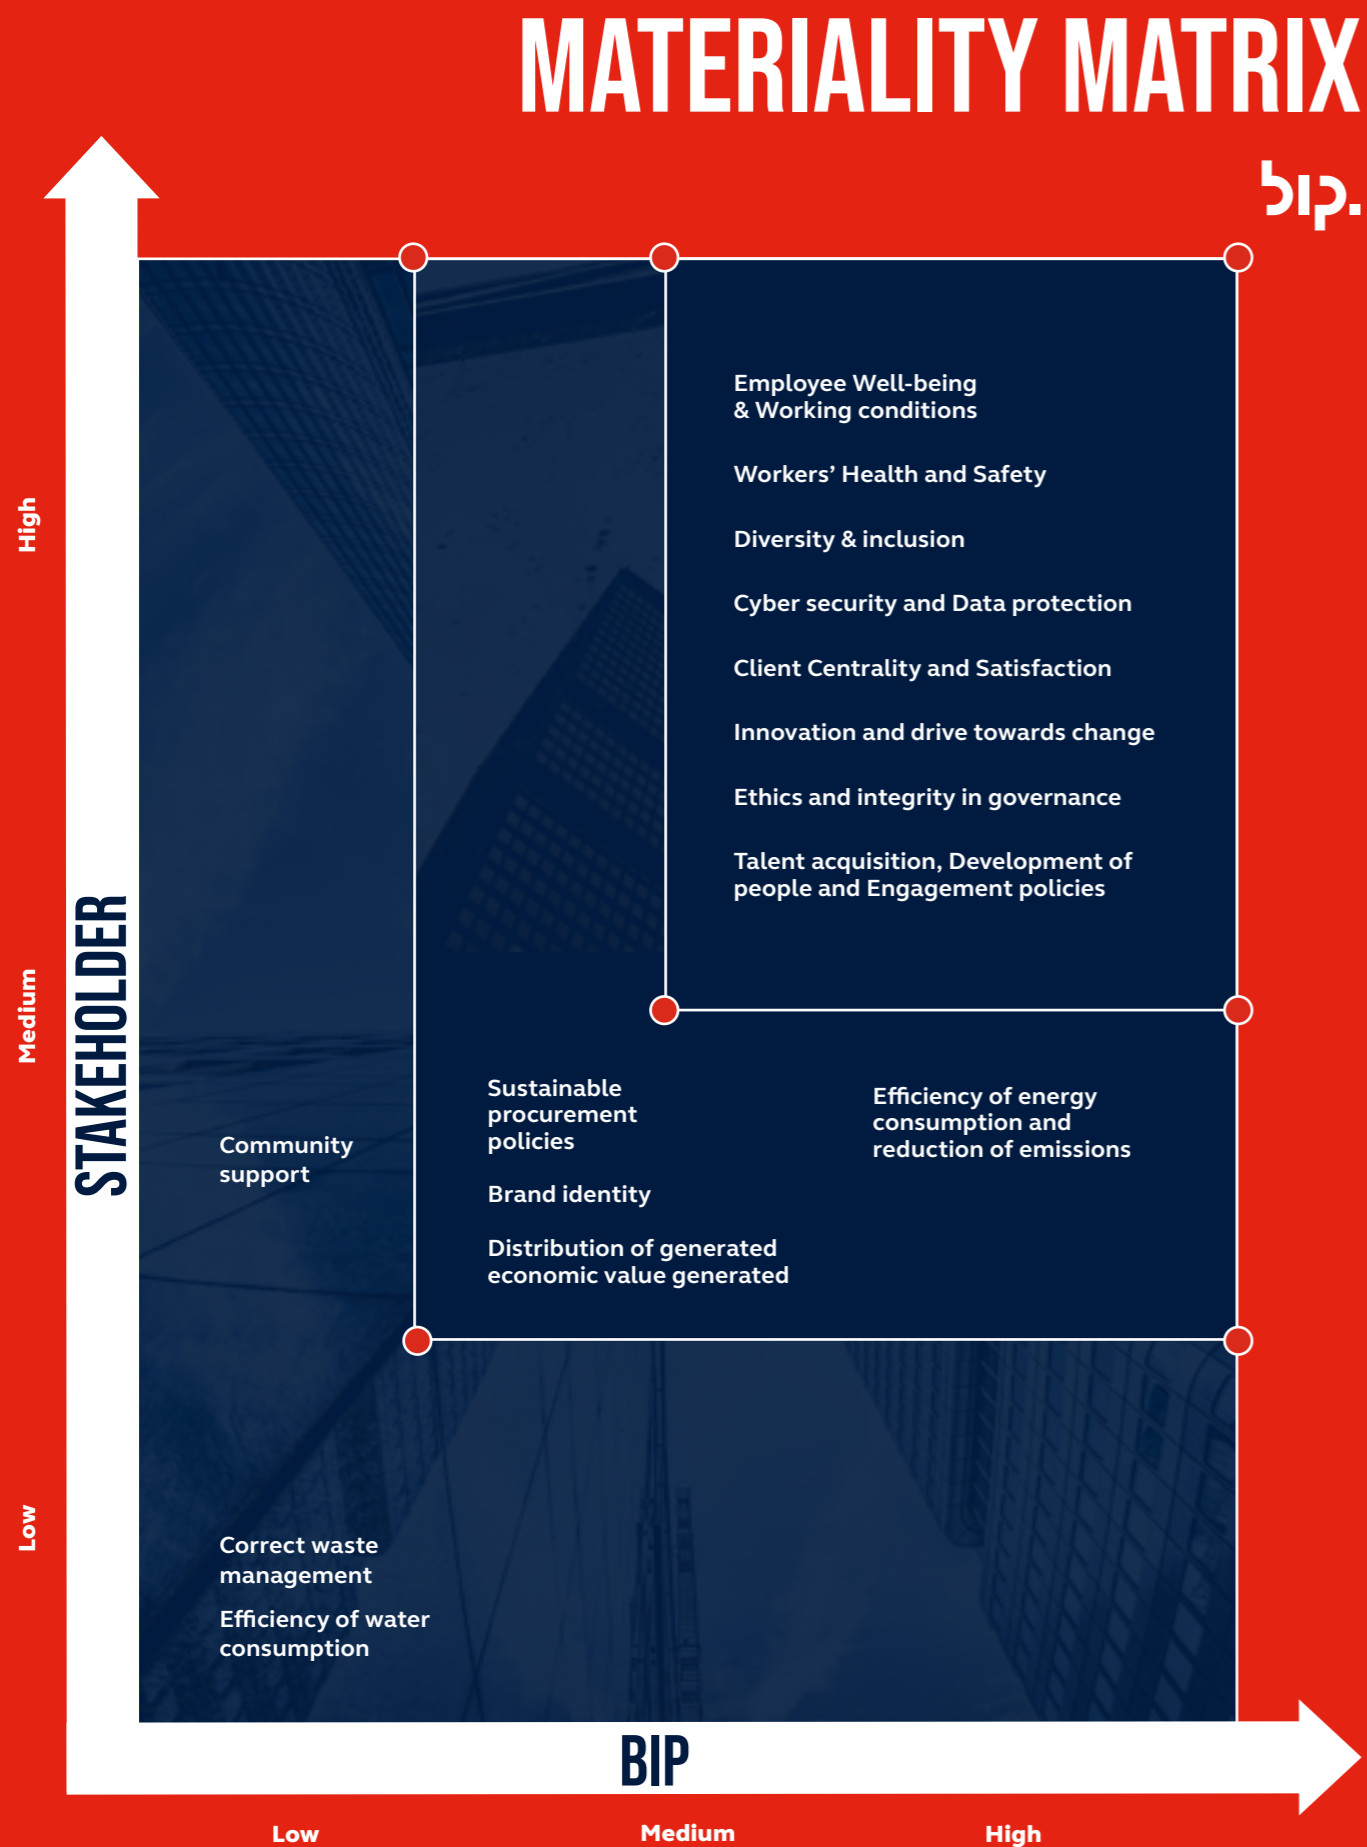 MATERIALITY MATRIX
bip.
High
Medium
Low
STAKEHOLDER
Employee Well-being
& Working conditions
Workers’ Health and Safety
Diversity & inclusion
Cyber security and Data protection
Client Centrality and Satisfaction
Innovation and drive towards change
Ethics and integrity in governance
Talent acquisition, Development of
people and Engagement policies
Community
support
Sustainable
procurement
policies
Brand identity
Distribution of generated
economic value generated
Efficiency of energy
consumption and
reduction of emissions
Correct waste
management
Efficiency of water
consumption
BIP
Low
Medium
High